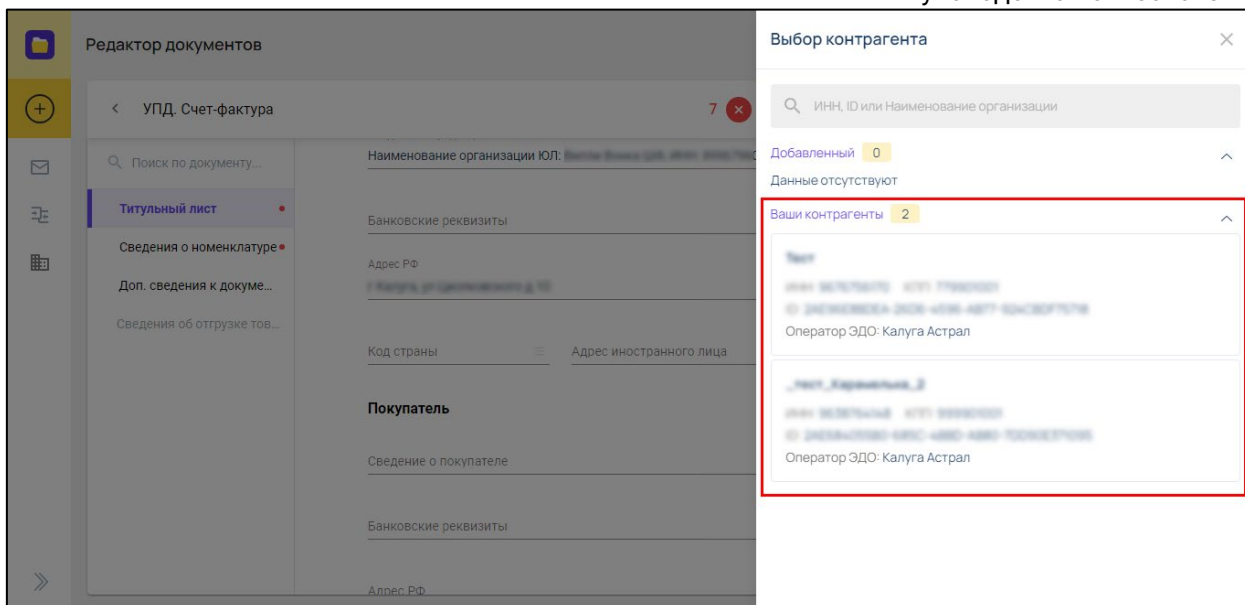 Редактор документов
УПД. Счет-фактура
7
Поиск по документу...
Титульный лист
Сведения о номенклатуре
Доп. сведения к докуме...
Сведения об отгрузке тов...
Наименование организации ЮЛ:
Банковские реквизиты
Адрес РФ
Код страны
Адрес иностранного лица
Покупатель
Сведение о покупателе
Банковские реквизиты
Адрес РФ
Выбор контрагента
ИНН, ID или Наименование организации
Добавленный 0
Данные отсутствуют
Ваши контрагенты 2
Оператор ЭДО: Калуга Астрал
Оператор ЭДО: Калуга Астрал